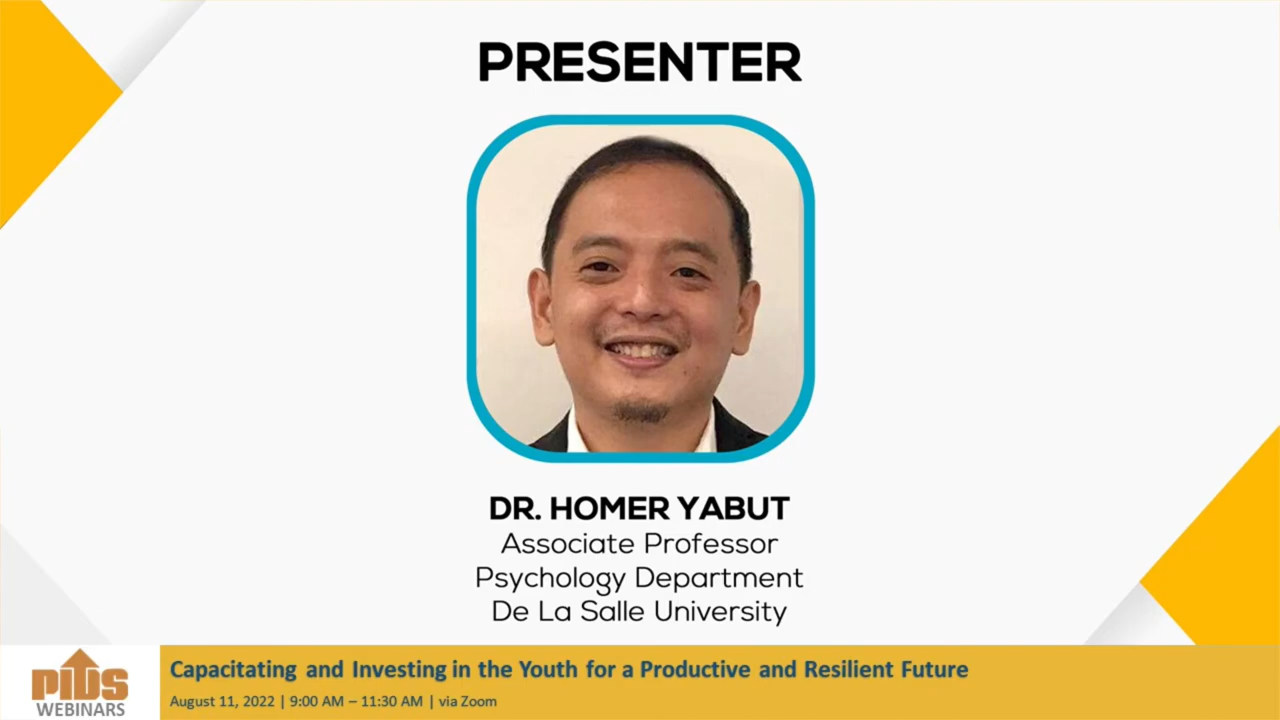 PRESENTER
DR. HOMER YABUT
Associate Professor
Psychology Department
De La Salle University
PIDS
WEBINARS
Capacitating and Investing in the Youth for a Productive and Resilient Future
August 11, 2022 | 9:00 AM – 11:30 AM | via Zoom